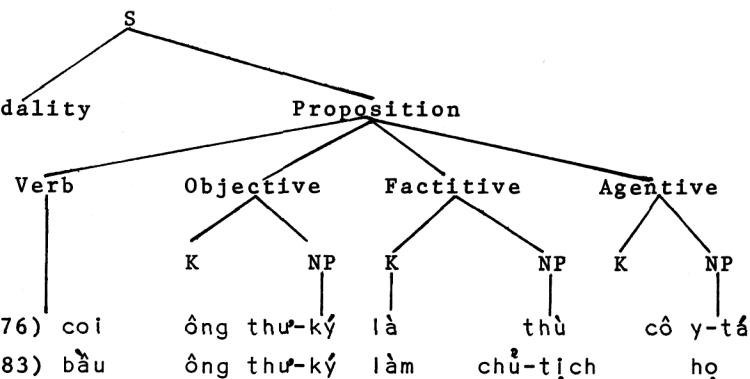 S
dality Proposition
Verb Objective Factitive Agentive
K NP K NP K NP
76) coi ông thư-ký là thù cô y-tá
83) bầu ông thư-ký làm chủ-tịch họ